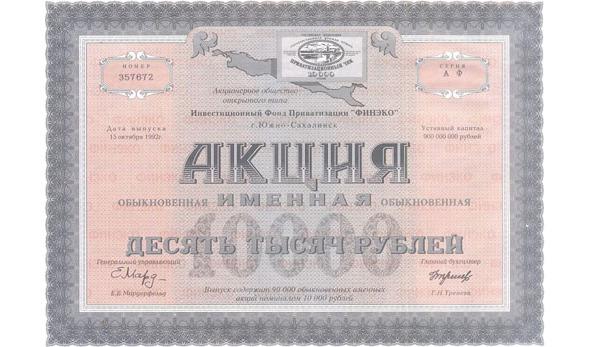 НОМЕР
357672
ПРИВАТИЗАЦИОННЫЙ ЧЕК
10000
СЕРИЯ
А Ф
Акционерное общество
открытого типа
Инвестиционный Фонд Приватизации "ФИНЭКО"
г.Южно-Сахалинск
Дата выпуска
15 октября 1992г.
Уставный капитал
900 000 000 рублей
АКЦИЯ
ОБЫКНОВЕННАЯ ИМЕННАЯ ОБЫКНОВЕННАЯ
10000
ДЕСЯТЬ ТЫСЯЧ РУБЛЕЙ
Генеральный управляющий
Главный бухгалтер
Г.Н.Тренева
Выпуск содержит 90 000 обыкновенных именных
акций номиналом 10 000 рублей